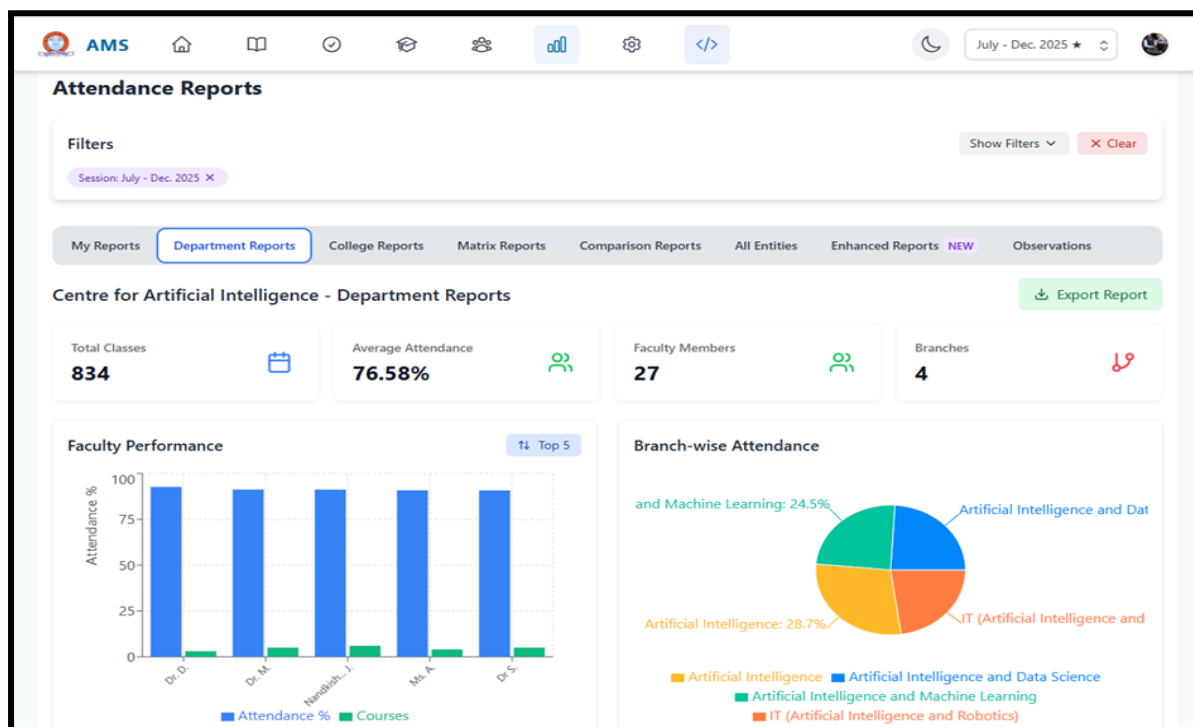 AMS
July - Dec. 2025 ★
Attendance Reports
Filters
Show Filters
× Clear
Session: July - Dec. 2025 ×
My Reports Department Reports College Reports Matrix Reports Comparison Reports All Entities Enhanced Reports NEW Observations
Centre for Artificial Intelligence - Department Reports
Export Report
Total Classes
834
Average Attendance
76.58%
Faculty Members
27
Branches
4
Faculty Performance
Top 5
Attendance %
100
75
50
25
0
Dr. D.
Dr. M.
Nandkish... J.
Ms. A.
Dr S.
Attendance % Courses
Branch-wise Attendance
and Machine Learning: 24.5%
Artificial Intelligence and Dat
Artificial Intelligence: 28.7%
IT (Artificial Intelligence and
Artificial Intelligence Artificial Intelligence and Data Science
Artificial Intelligence and Machine Learning
IT (Artificial Intelligence and Robotics)